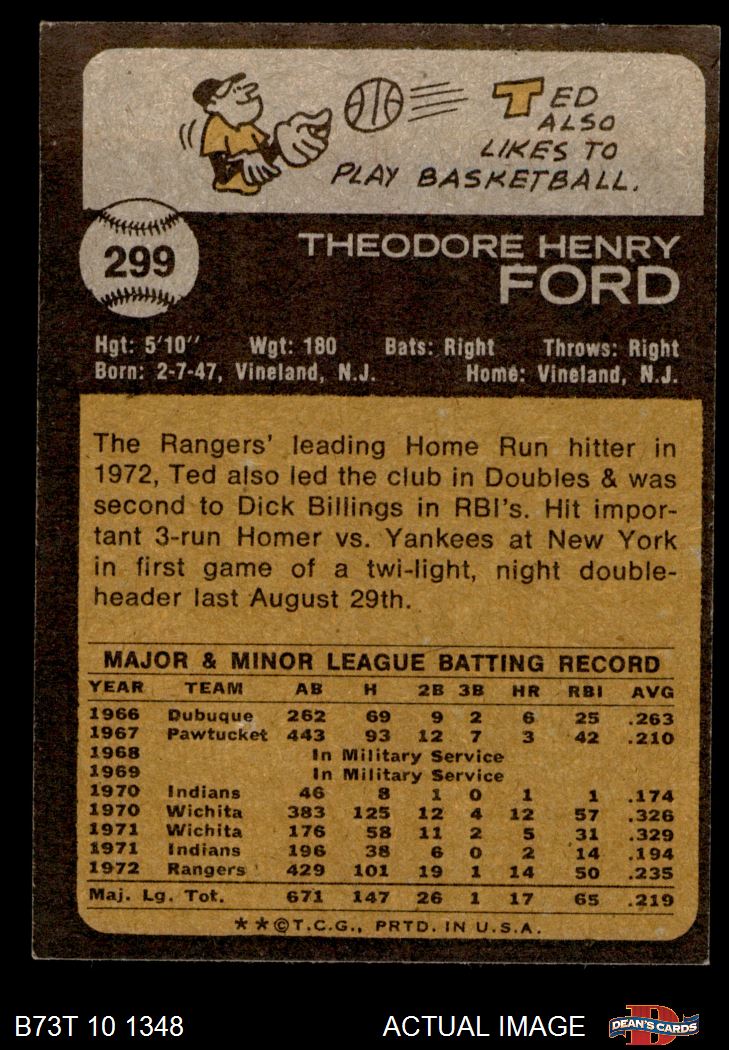 TED
ALSO
LIKES TO
PLAY BASKETBALL.
299
THEODORE HENRY
FORD
Hgt: 5'10" Wgt: 180 Bats: Right Throws: Right
Born: 2-7-47, Vineland, N.J. Home: Vineland, N.J.
The Rangers' leading Home Run hitter in
1972, Ted also led the club in Doubles & was
second to Dick Billings in RBI's. Hit impor-
tant 3-run Homer vs. Yankees at New York
in first game of a twi-light, night double-
header last August 29th.
MAJOR & MINOR LEAGUE BATTING RECORD
YEAR TEAM AB H 2B 3B HR RBI AVG
1966 Dubuque 262 69 9 2 6 25 .263
1967 Pawtucket 443 93 12 7 3 42 .210
1968 In Military Service
1969 In Military Service
1970 Indians 46 8 1 0 1 1 .174
1970 Wichita 383 125 12 4 12 57 .326
1971 Wichita 176 58 11 2 5 31 .329
1971 Indians 196 38 6 0 2 14 .194
1972 Rangers 429 101 19 1 14 50 .235
Maj. Lg. Tot. 671 147 26 1 17 65 .219
**©T.C.G., PRTD. IN U.S.A.
B73T 10 1348 ACTUAL IMAGE DEAN'S CARDS